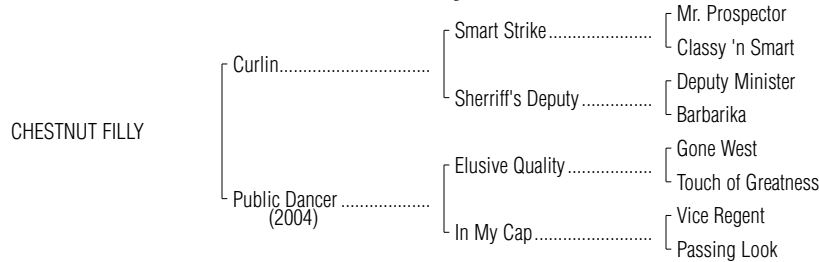 Mr. Prospector
Smart Strike......................
Classy 'n Smart
Curlin................................
Deputy Minister
Sherriff's Deputy ...............
Barbarika
CHESTNUT FILLY
Gone West
Elusive Quality ..................
Touch of Greatness
Public Dancer ...................
(2004)
Vice Regent
In My Cap.........................
Passing Look